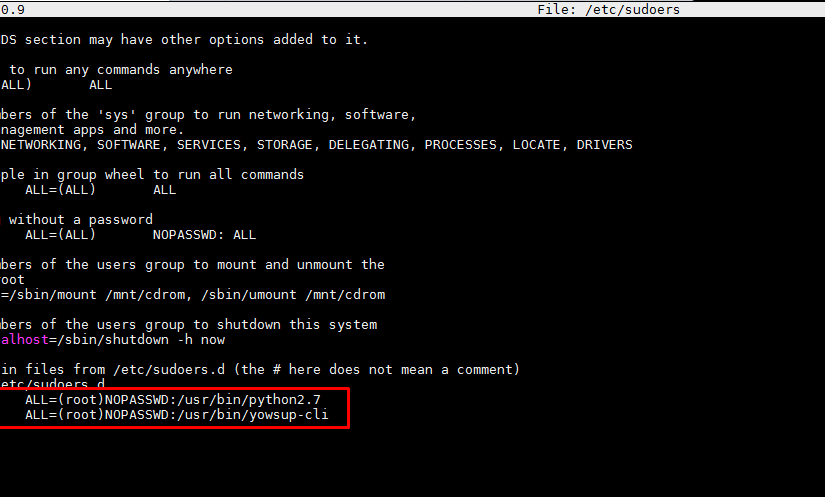 0.9 File: /etc/sudoers
DS section may have other options added to it.
to run any commands anywhere
ALL) ALL
bers of the 'sys' group to run networking, software,
nagement apps and more.
NETWORKING, SOFTWARE, SERVICES, STORAGE, DELEGATING, PROCESSES, LOCATE, DRIVERS
ple in group wheel to run all commands
ALL=(ALL) ALL
without a password
ALL=(ALL) NOPASSWD: ALL
bers of the users group to mount and unmount the
oot
=/sbin/mount /mnt/cdrom, /sbin/umount /mnt/cdrom
bers of the users group to shutdown this system
alhost=/sbin/shutdown -h now
in files from /etc/sudoers.d (the # here does not mean a comment)
etc/sudoers.d
ALL=(root)NOPASSWD:/usr/bin/python2.7
ALL=(root)NOPASSWD:/usr/bin/yowsup-cli